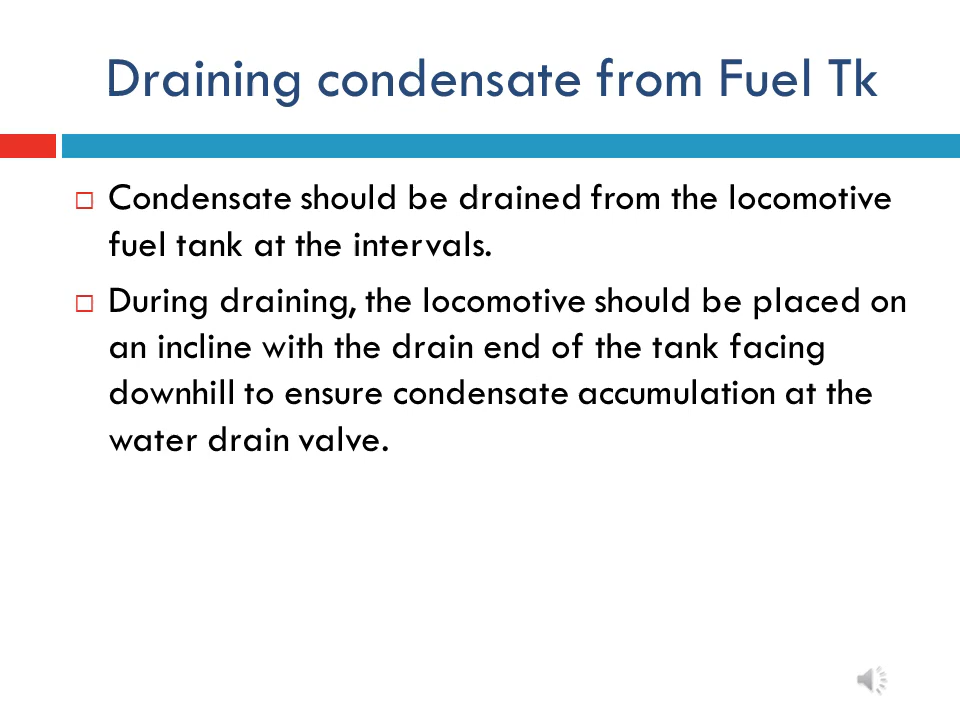 Draining condensate from Fuel Tk
Condensate should be drained from the locomotive
fuel tank at the intervals.
During draining, the locomotive should be placed on
an incline with the drain end of the tank facing
downhill to ensure condensate accumulation at the
water drain valve.